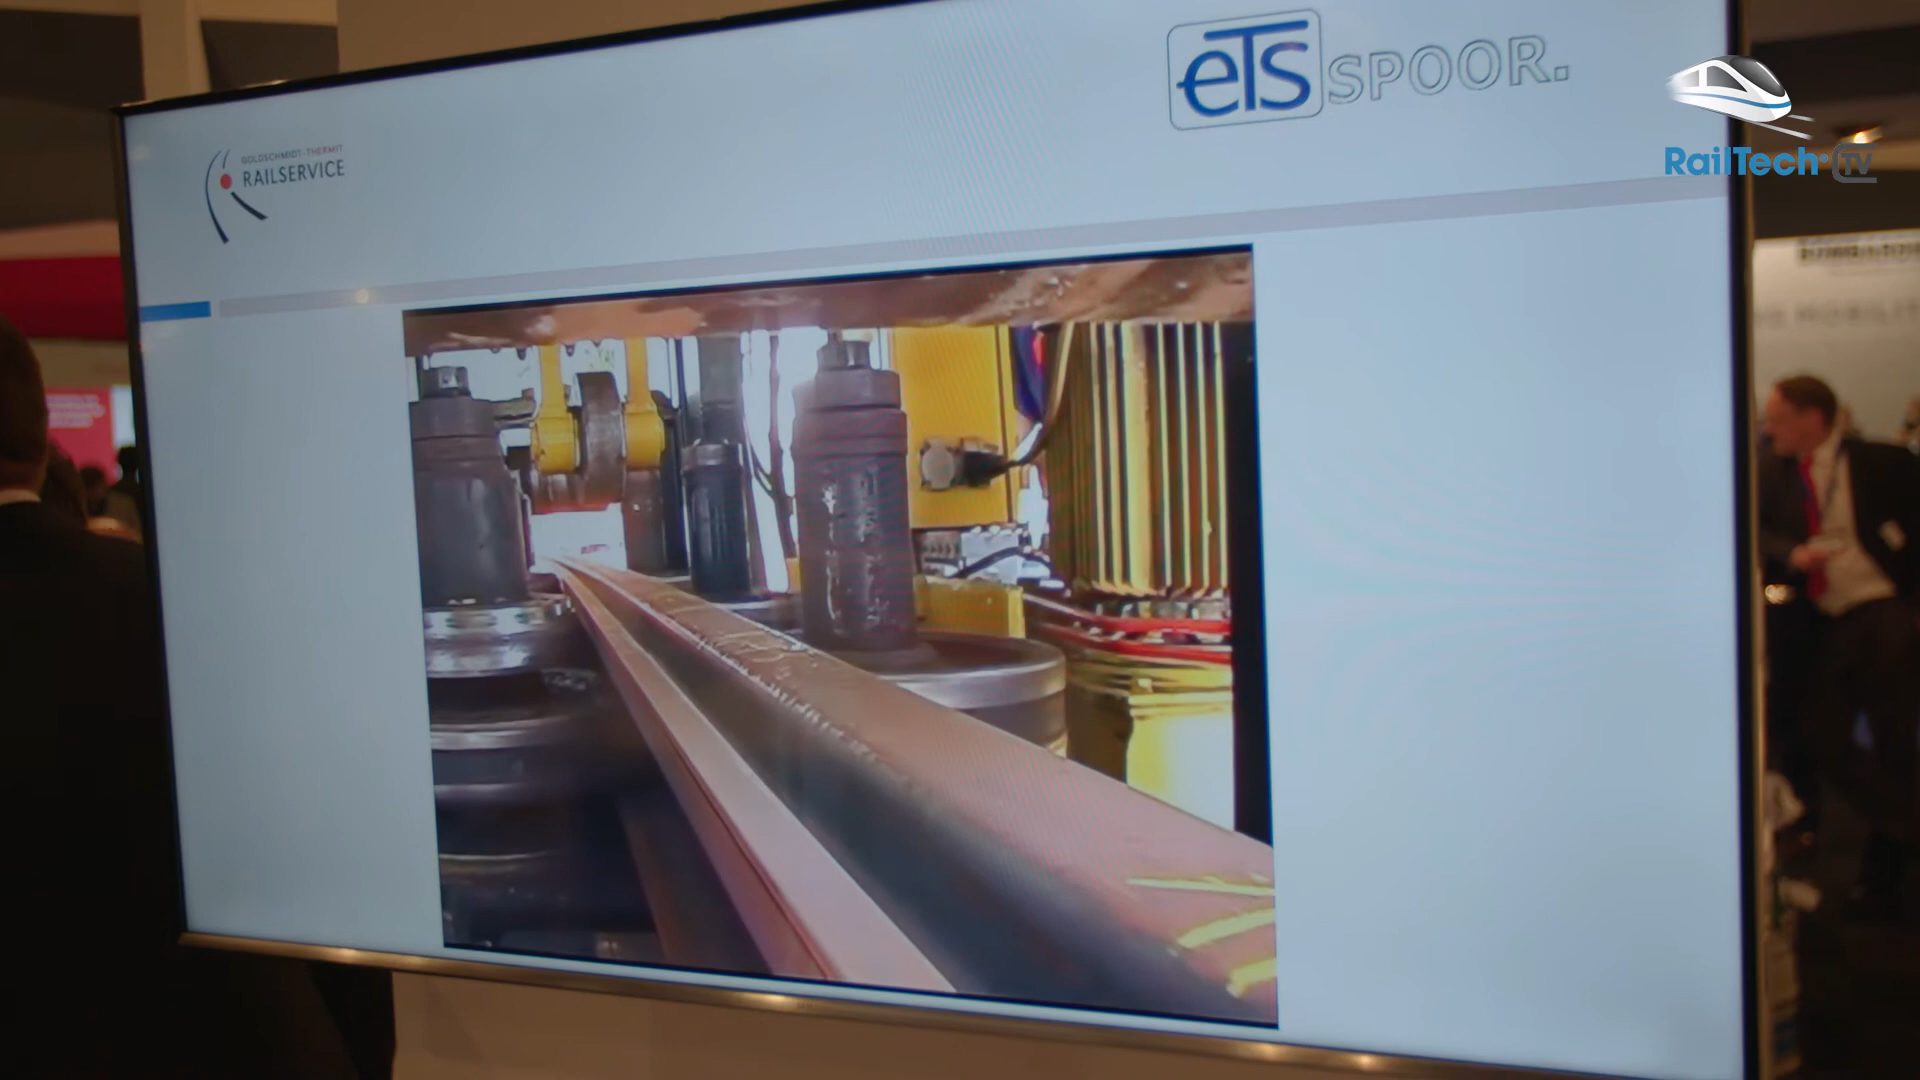 eTS SPOOR.
GOLDSCHMIDT-THERMIT
RAILSERVICE
RailTech TV